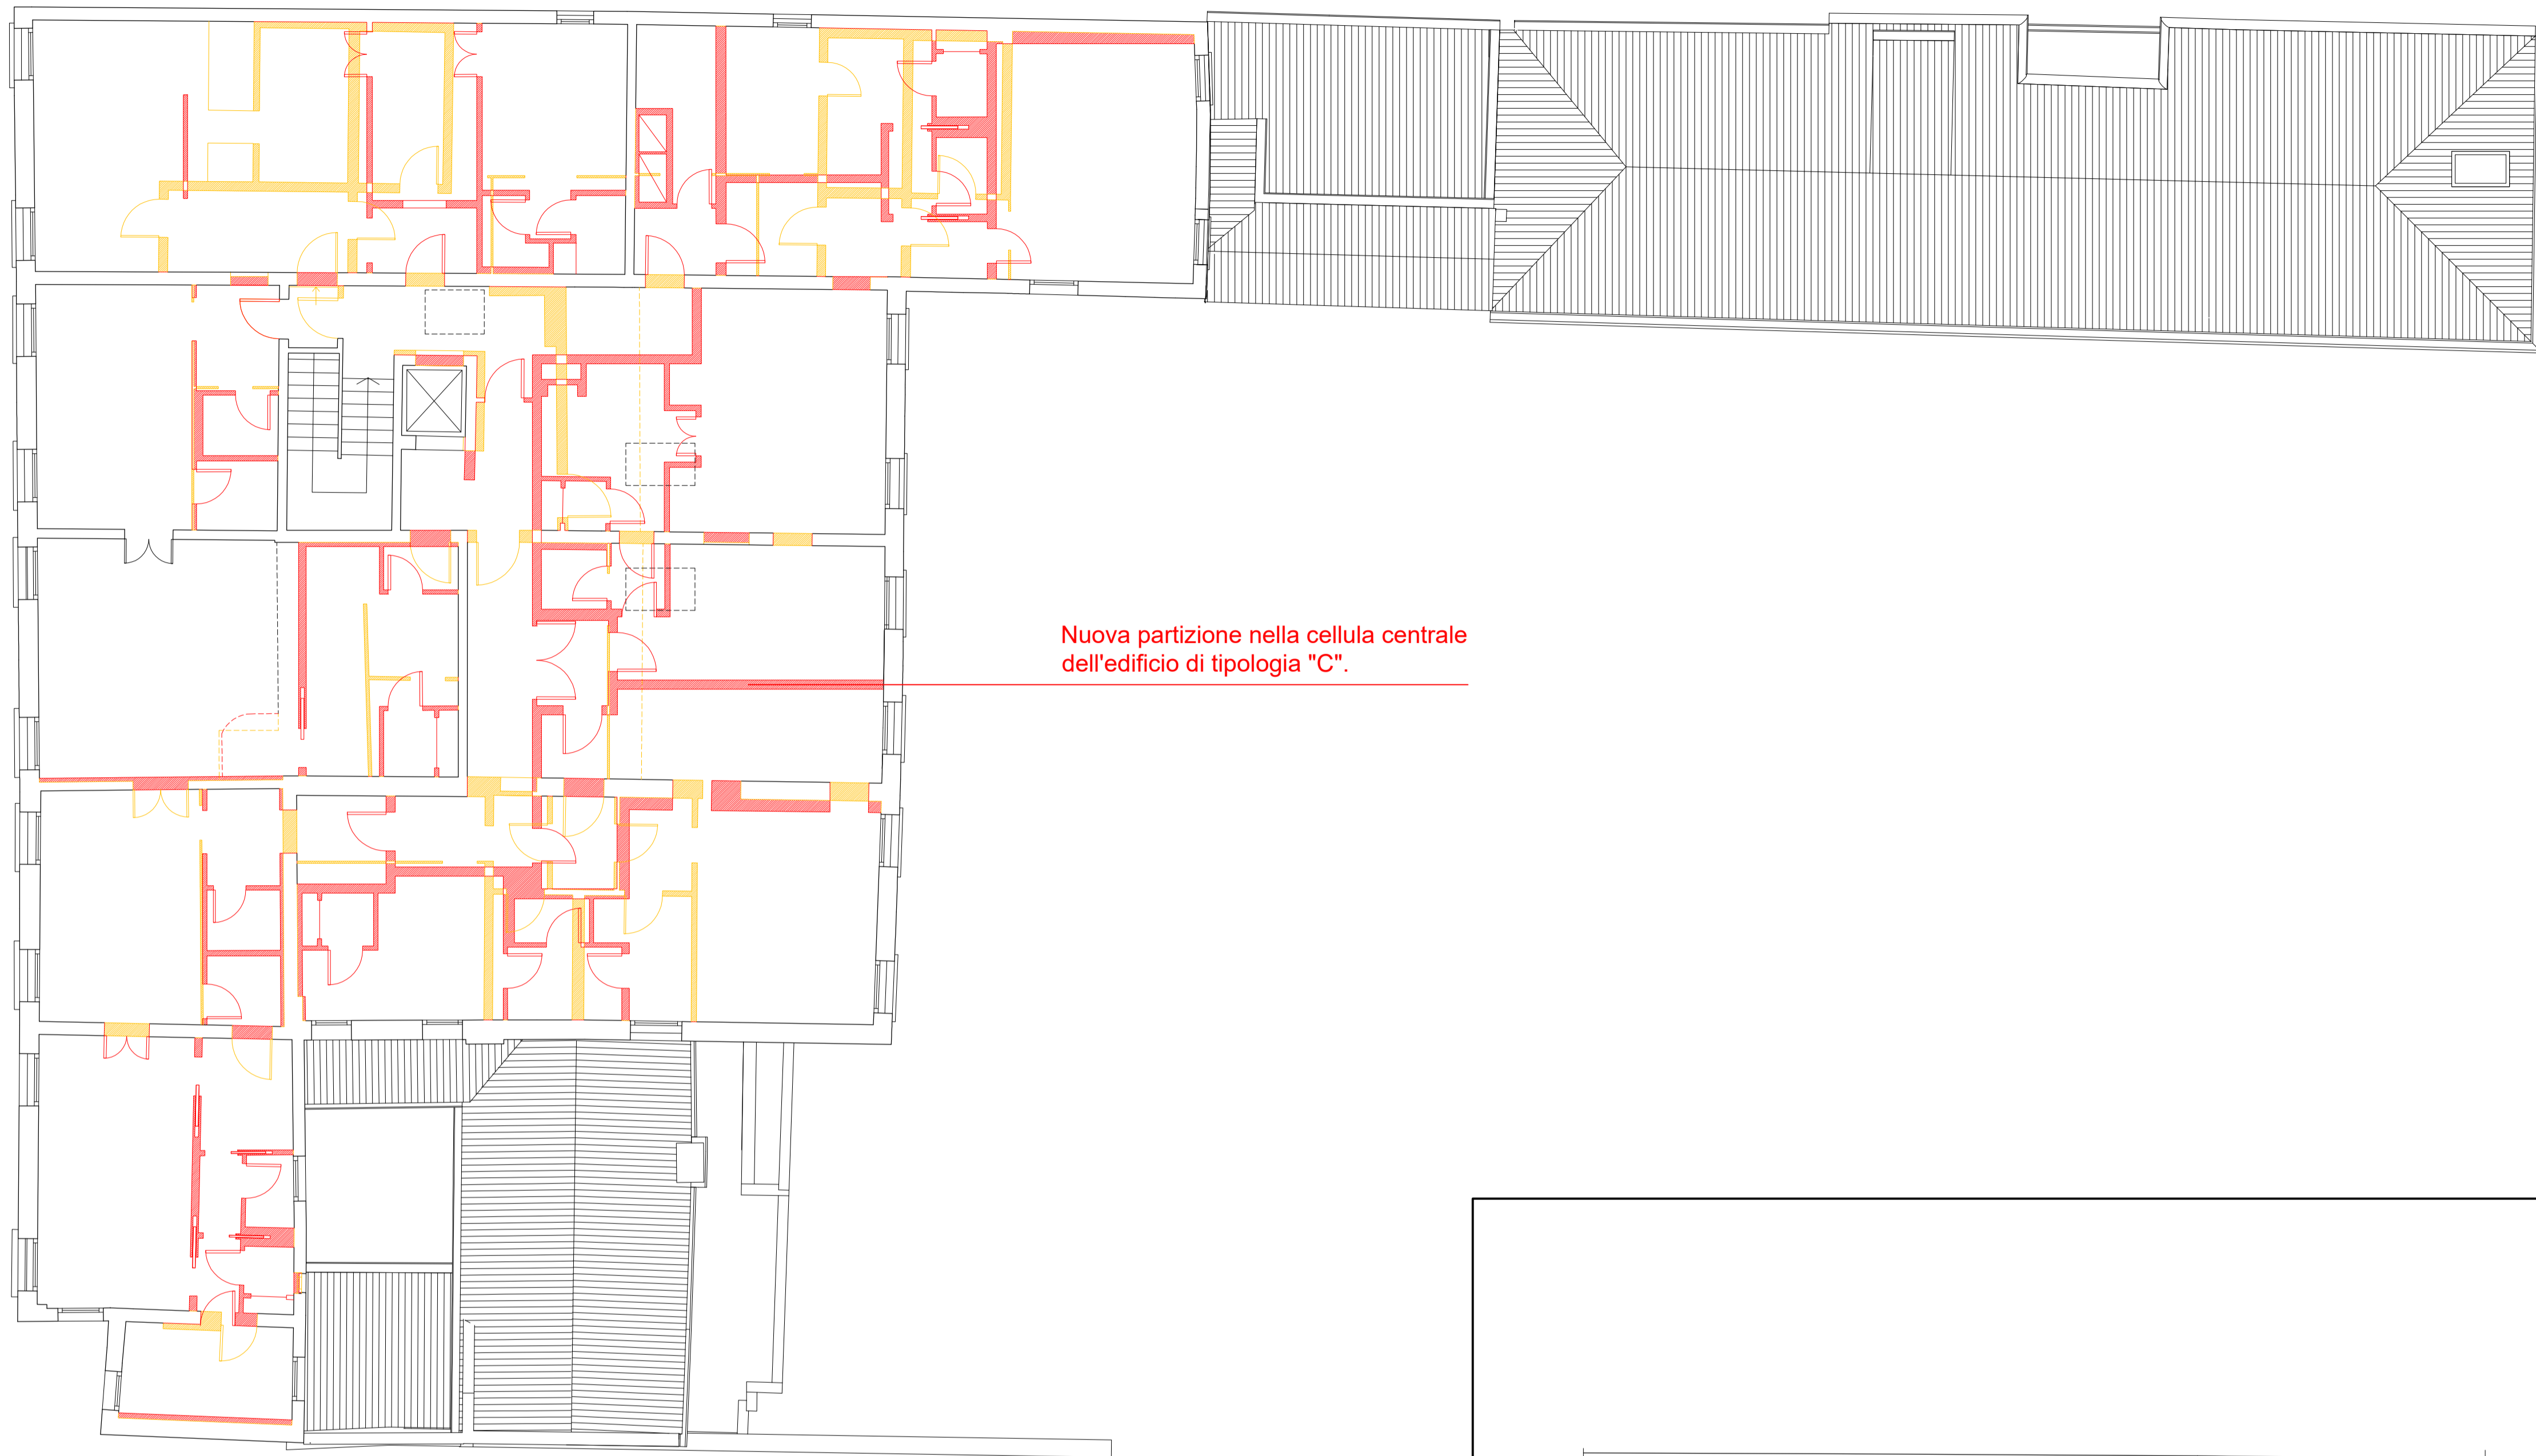 Nuova partizione nella cellula centrale
dell'edificio di tipologia "C".